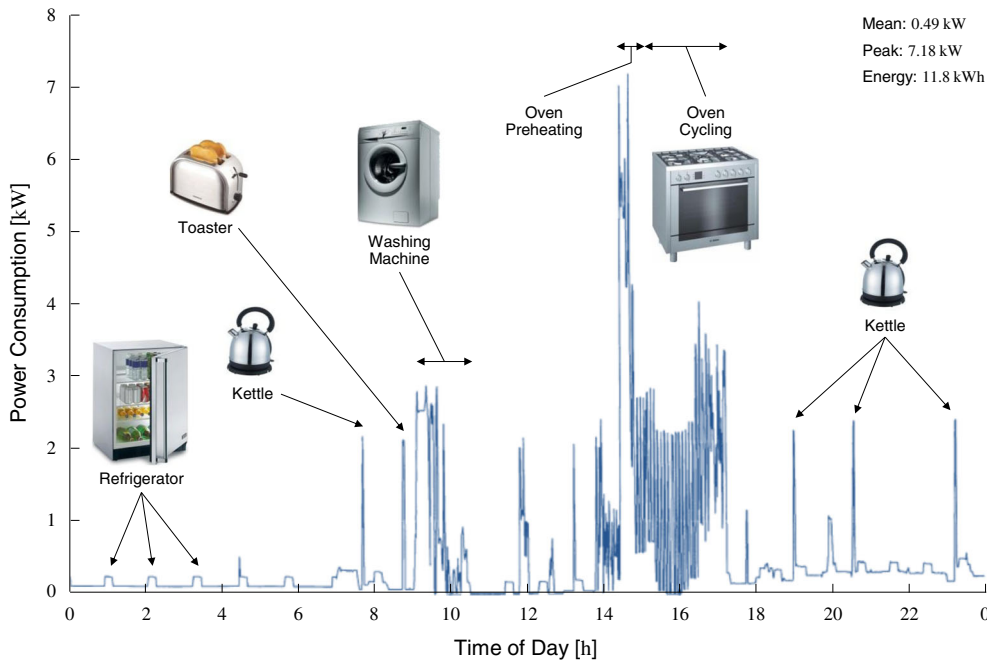 Mean: 0.49 kW
Peak: 7.18 kW
Energy: 11.8 kWh
Oven
Preheating
Oven
Cycling
Toaster
Washing
Machine
Kettle
Kettle
Refrigerator
Power Consumption [kW]
8
7
6
5
4
3
2
1
0
0 2 4 6 8 10 12 14 16 18 20 22 0
Time of Day [h]